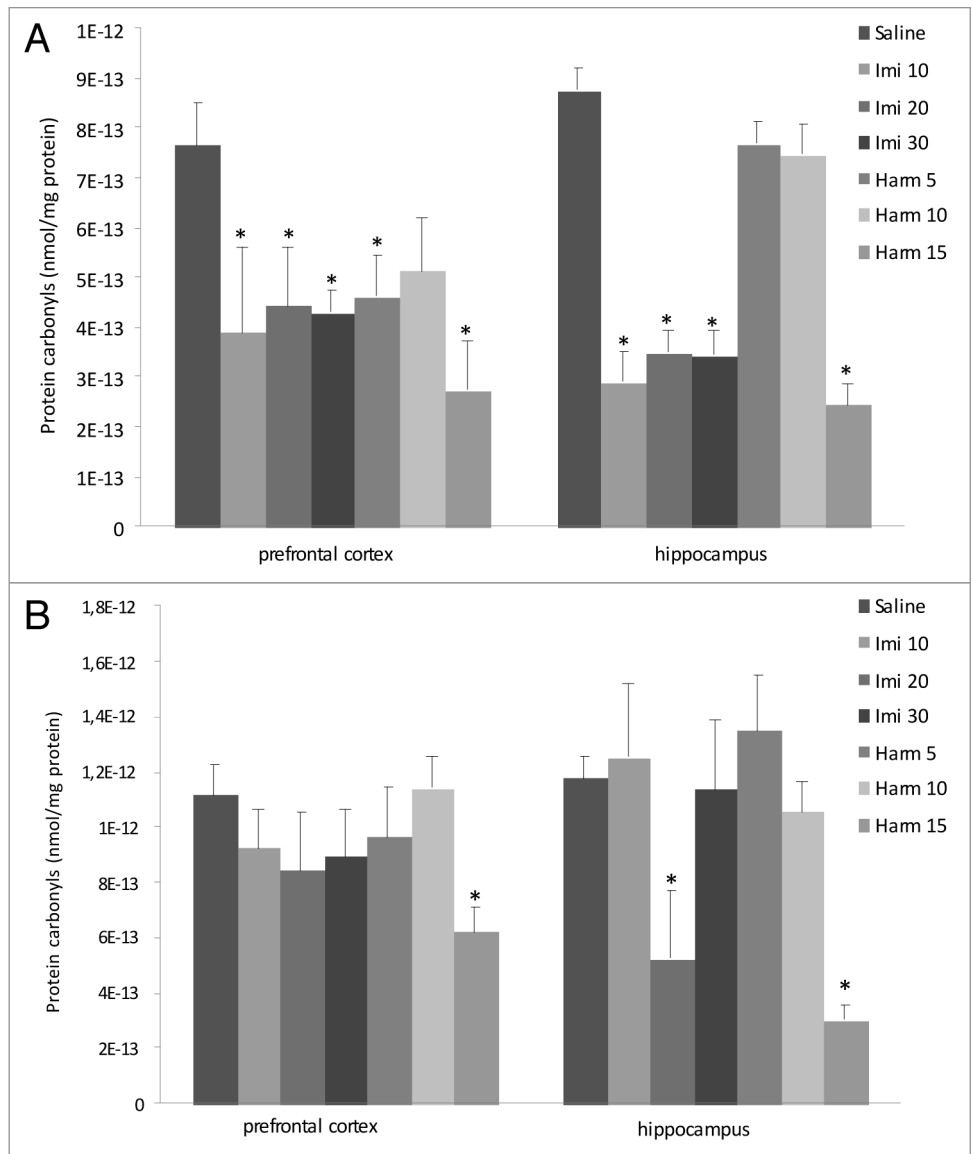 A
Protein carbonyls (nmol/mg protein)
1E-12
9E-13
8E-13
7E-13
6E-13
5E-13
4E-13
3E-13
2E-13
1E-13
0
* * * * *
* * * *
prefrontal cortex
hippocampus
Saline
Imi 10
Imi 20
Imi 30
Harm 5
Harm 10
Harm 15
B
Protein carbonyls (nmol/mg protein)
1,8E-12
1,6E-12
1,4E-12
1,2E-12
1E-12
8E-13
6E-13
4E-13
2E-13
0
*
* *
prefrontal cortex
hippocampus
Saline
Imi 10
Imi 20
Imi 30
Harm 5
Harm 10
Harm 15